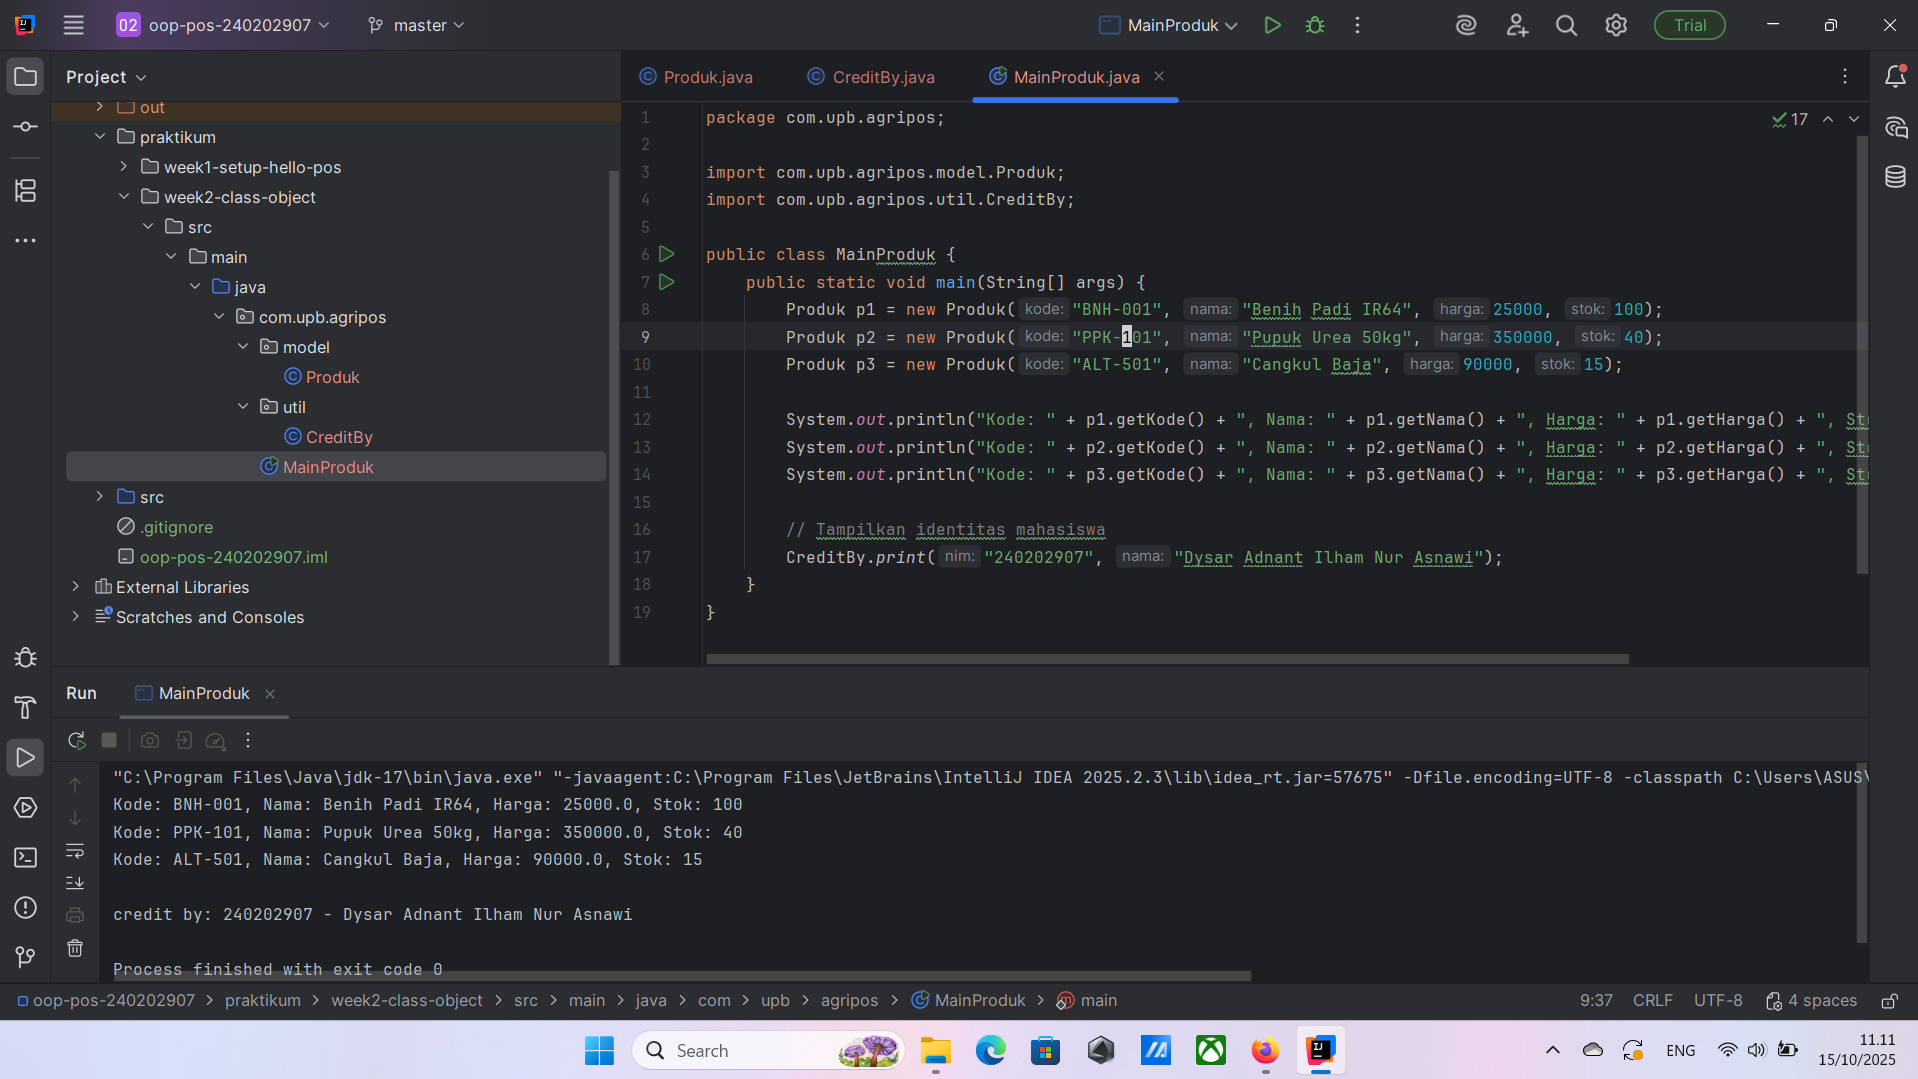 02 oop-pos-240202907 master MainProduk Trial
Project
Produk.java CreditBy.java MainProduk.java
out
praktikum
week1-setup-hello-pos
week2-class-object
src
main
java
com.upb.agripos
model
Produk
util
CreditBy
MainProduk
src
.gitignore
oop-pos-240202907.iml
External Libraries
Scratches and Consoles
17
1 package com.upb.agripos;
2
3 import com.upb.agripos.model.Produk;
4 import com.upb.agripos.util.CreditBy;
5
6 public class MainProduk {
7 public static void main(String[] args) {
8 Produk p1 = new Produk( kode: "BNH-001", nama: "Benih Padi IR64", harga: 25000, stok: 100);
9 Produk p2 = new Produk( kode: "PPK-101", nama: "Pupuk Urea 50kg", harga: 350000, stok: 40);
10 Produk p3 = new Produk( kode: "ALT-501", nama: "Cangkul Baja", harga: 90000, stok: 15);
11
12 System.out.println("Kode: " + p1.getKode() + ", Nama: " + p1.getNama() + ", Harga: " + p1.getHarga() + ", Sto
13 System.out.println("Kode: " + p2.getKode() + ", Nama: " + p2.getNama() + ", Harga: " + p2.getHarga() + ", Sto
14 System.out.println("Kode: " + p3.getKode() + ", Nama: " + p3.getNama() + ", Harga: " + p3.getHarga() + ", Sto
15
16 // Tampilkan identitas mahasiswa
17 CreditBy.print( nim: "240202907", nama: "Dysar Adnant Ilham Nur Asnawi");
18 }
19 }
Run MainProduk
"C:\Program Files\Java\jdk-17\bin\java.exe" "-javaagent:C:\Program Files\JetBrains\IntelliJ IDEA 2025.2.3\lib\idea_rt.jar=57675" -Dfile.encoding=UTF-8 -classpath C:\Users\ASUS\
Kode: BNH-001, Nama: Benih Padi IR64, Harga: 25000.0, Stok: 100
Kode: PPK-101, Nama: Pupuk Urea 50kg, Harga: 350000.0, Stok: 40
Kode: ALT-501, Nama: Cangkul Baja, Harga: 90000.0, Stok: 15
credit by: 240202907 - Dysar Adnant Ilham Nur Asnawi
Process finished with exit code 0
oop-pos-240202907 > praktikum > week2-class-object > src > main > java > com > upb > agripos > MainProduk > main 9:37 CRLF UTF-8 4 spaces
Search ENG 11.11
15/10/2025